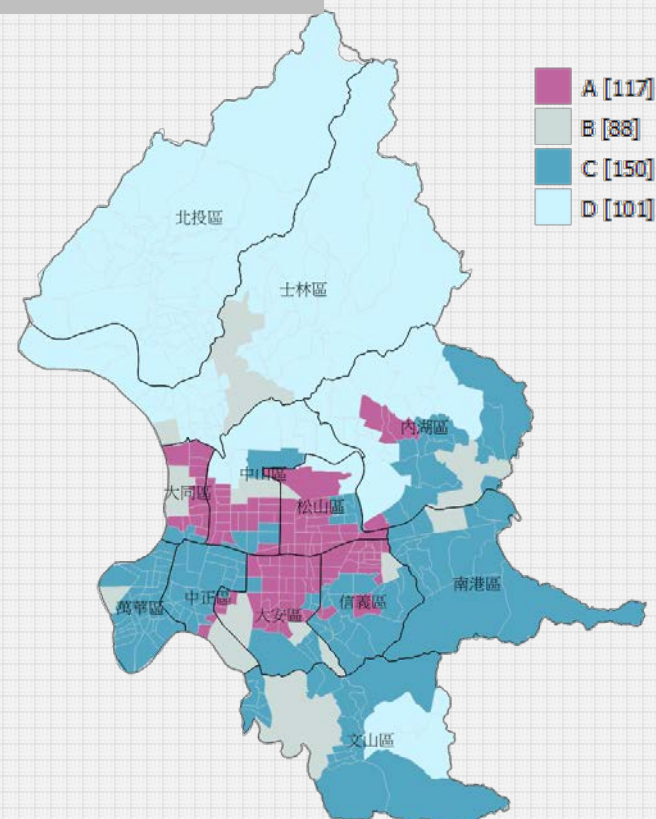 A [117]
B [88]
C [150]
D [101]
北投區
士林區
內湖區
中山區
大同區
松山區
南港區
萬華區
中正區
大安區
信義區
文山區